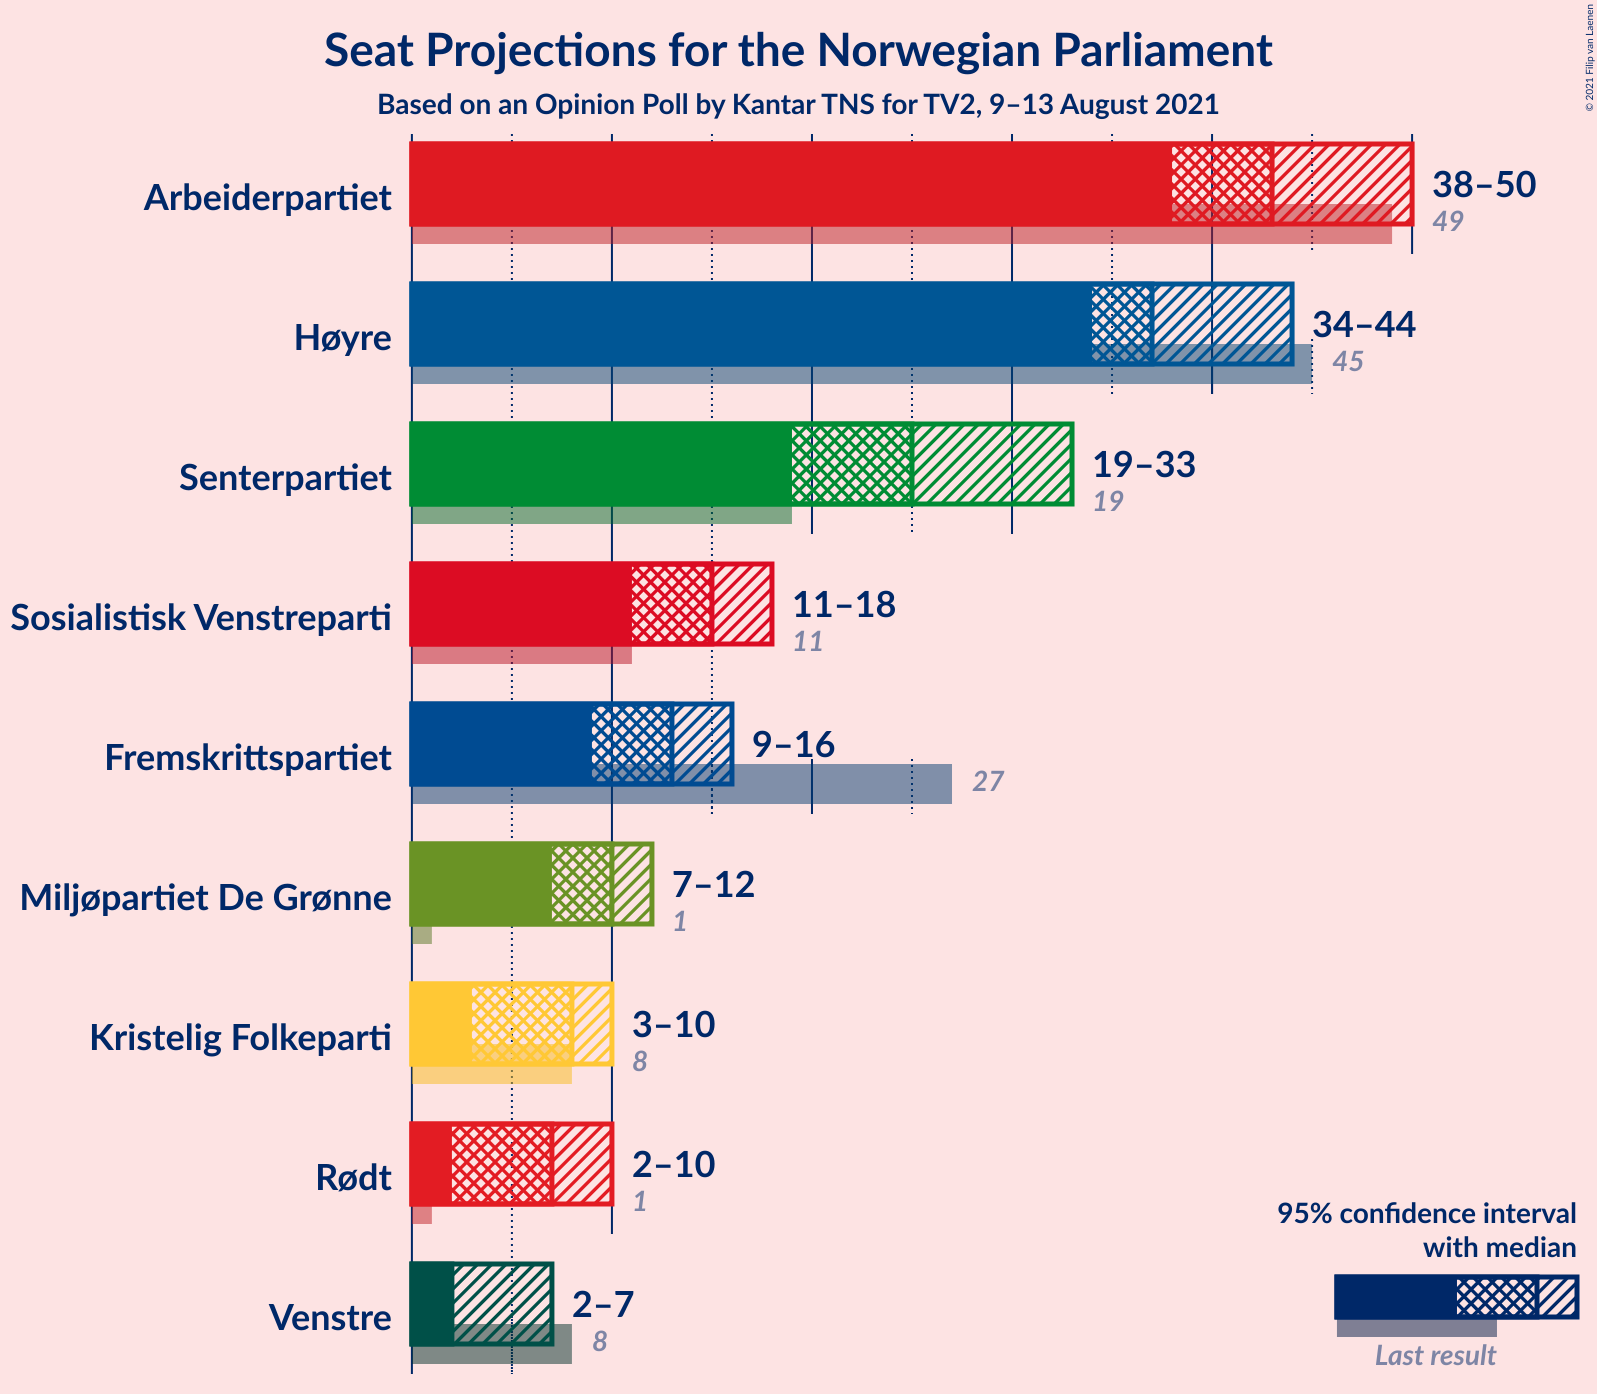 Seat Projections for the Norwegian Parliament
Based on an Opinion Poll by Kantar TNS for TV2, 9–13 August 2021
© 2021 Filip van Laenen
Arbeiderpartiet
38–50
49
Høyre
34–44
45
Senterpartiet
19–33
19
Sosialistisk Venstreparti
11–18
11
Fremskrittspartiet
9–16
27
Miljøpartiet De Grønne
7–12
1
Kristelig Folkeparti
3–10
8
Rødt
2–10
1
Venstre
2–7
8
95% confidence interval
with median
Last result